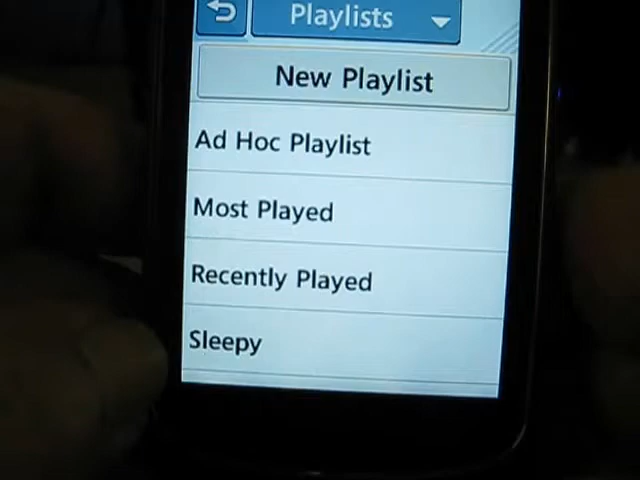 Playlists
New Playlist
Ad Hoc Playlist
Most Played
Recently Played
Sleepy